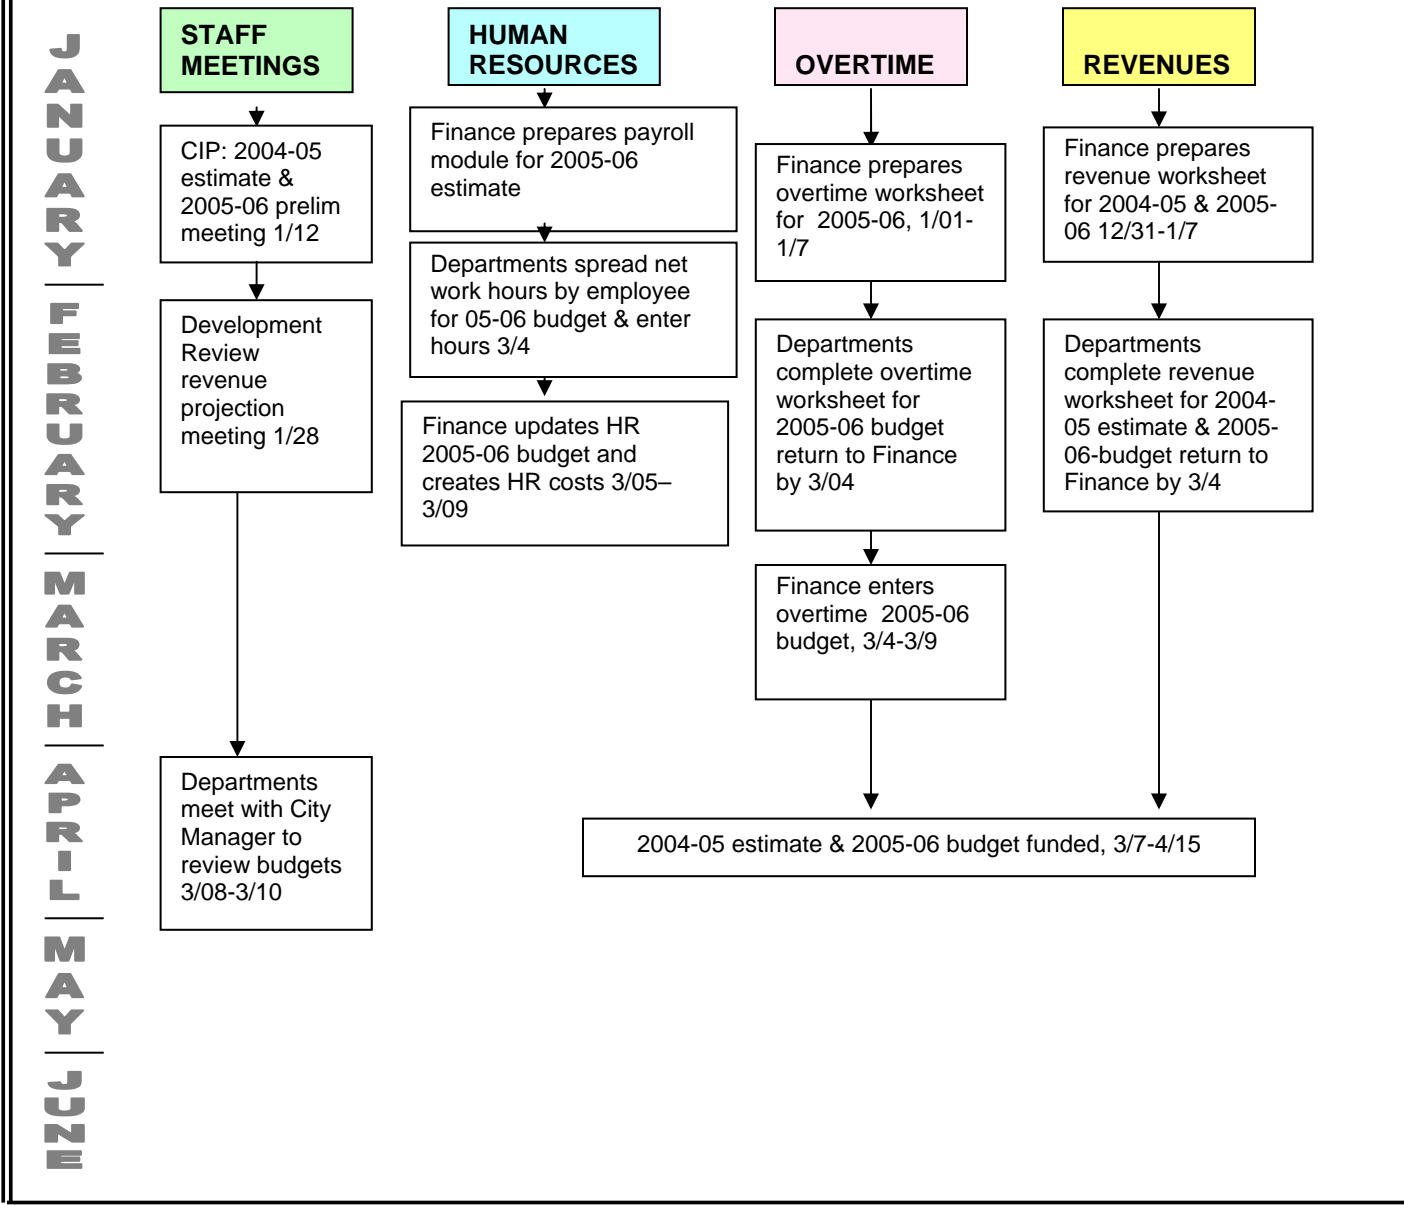 JANUARY
FEBRUARY
MARCH
APRIL
MAY
JUNE
STAFF
MEETINGS
CIP: 2004-05
estimate &
2005-06 prelim
meeting 1/12
Development
Review
revenue
projection
meeting 1/28
Departments
meet with City
Manager to
review budgets
3/08-3/10
HUMAN
RESOURCES
Finance prepares payroll
module for 2005-06
estimate
Departments spread net
work hours by employee
for 05-06 budget & enter
hours 3/4
Finance updates HR
2005-06 budget and
creates HR costs 3/05–
3/09
OVERTIME
Finance prepares
overtime worksheet
for  2005-06, 1/01-
1/7
Departments
complete overtime
worksheet for
2005-06 budget
return to Finance
by 3/04
Finance enters
overtime  2005-06
budget, 3/4-3/9
REVENUES
Finance prepares
revenue worksheet
for 2004-05 & 2005-
06 12/31-1/7
Departments
complete revenue
worksheet for 2004-
05 estimate & 2005-
06-budget return to
Finance by 3/4
2004-05 estimate & 2005-06 budget funded, 3/7-4/15